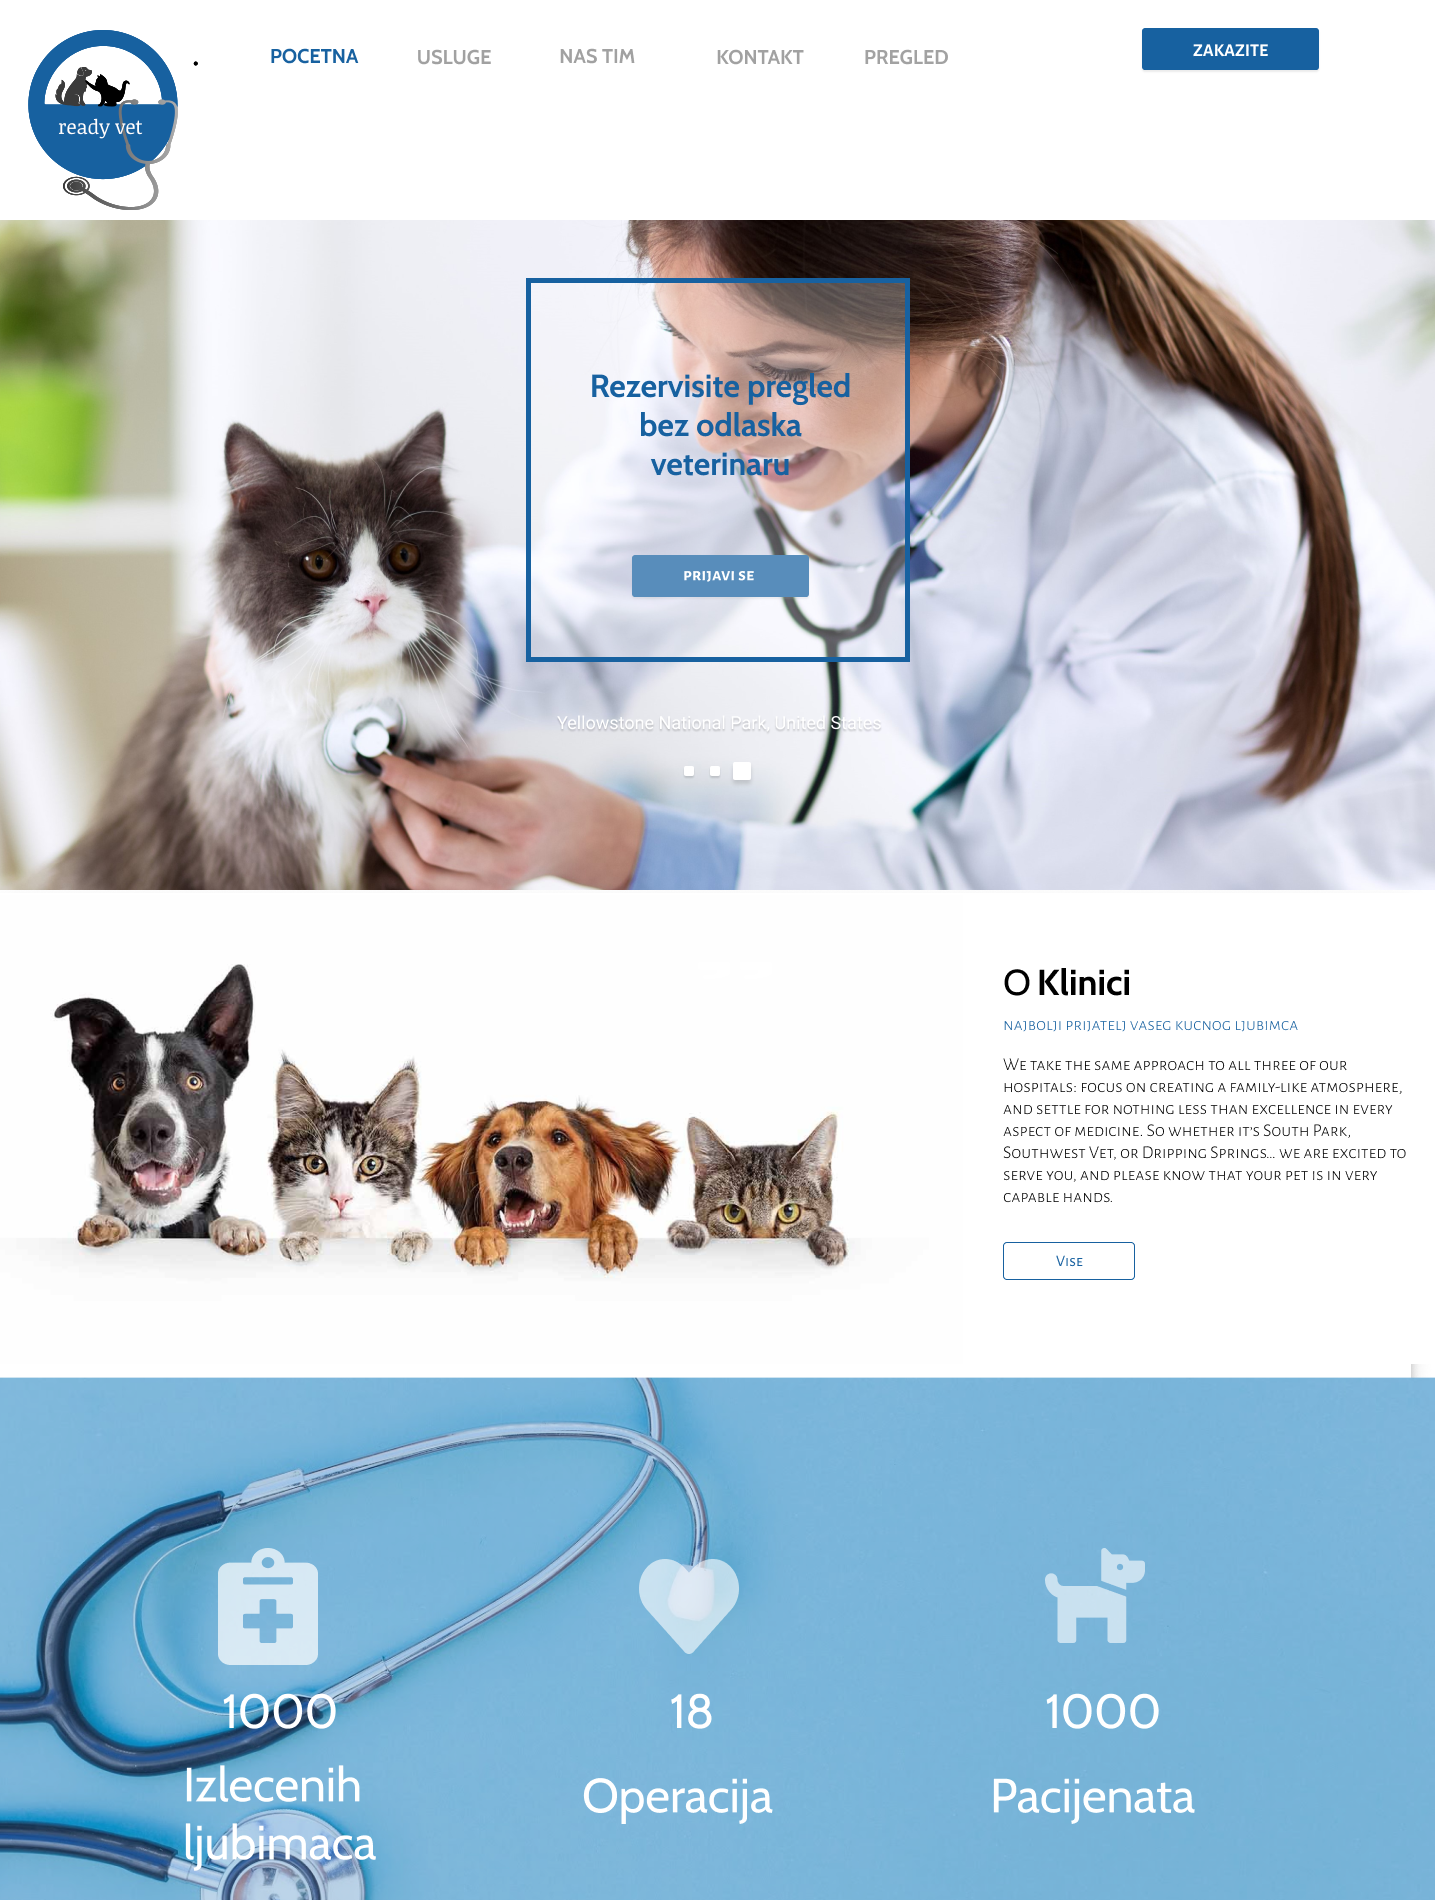 POCETNA
USLUGE
NAS TIM
KONTAKT
PREGLED
ZAKAZITE
ready vet
Rezervisite pregled
bez odlaska
veterinaru
PRIJAVI SE
Yellowstone National Park, United States
O Klinici
NAJBOLJI PRIJATELJ VASEG KUCNOG LJUBIMCA
We take the same approach to all three of our
hospitals: focus on creating a family-like atmosphere,
and settle for nothing less than excellence in every
aspect of medicine. So whether it's South Park,
Southwest Vet, or Dripping Springs... we are excited to
serve you, and please know that your pet is in very
capable hands.
Vise
1000
Izlecenih
ljubimaca
18
Operacija
1000
Pacijenata